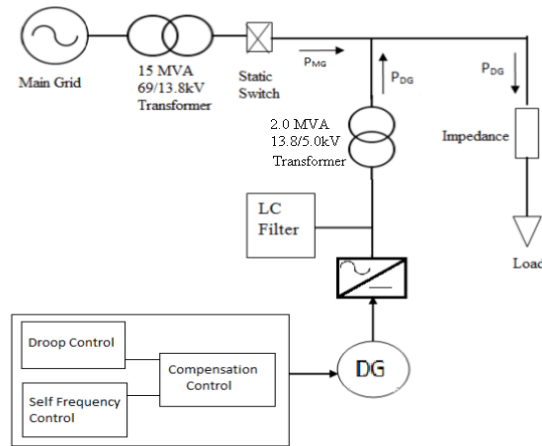 Main Grid
15 MVA
69/13.8kV
Transformer
Static
Switch
PMG
PDG
PDG
2.0 MVA
13.8/5.0kV
Transformer
Impedance
LC
Filter
Load
Droop Control
Compensation
Control
Self Frequency
Control
DG